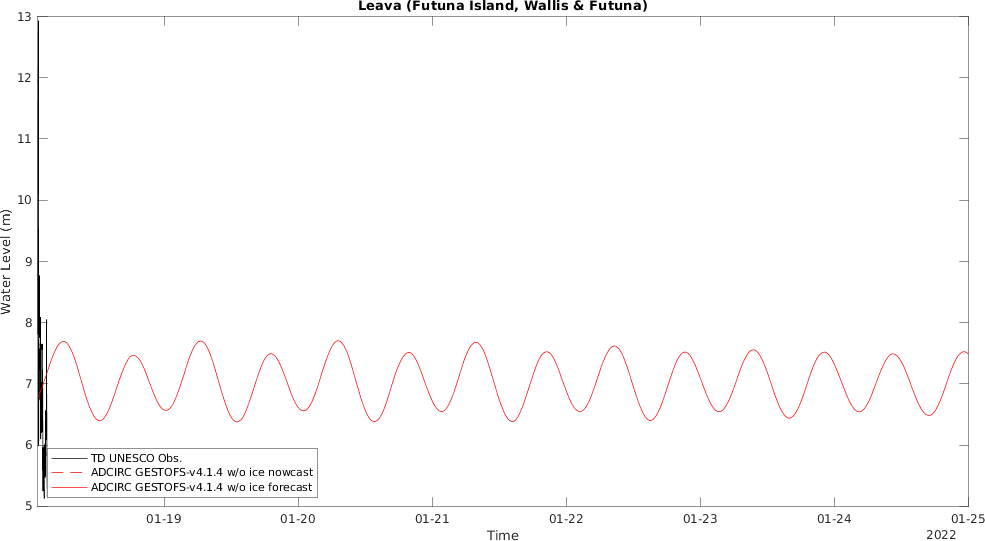 Leava (Futuna Island, Wallis & Futuna)
13
12
11
10
9
8
7
6
5
Water Level (m)
TD UNESCO Obs.
ADCIRC GESTOFS-v4.1.4 w/o ice nowcast
ADCIRC GESTOFS-v4.1.4 w/o ice forecast
01-19 01-20 01-21 01-22 01-23 01-24 01-25
Time
2022